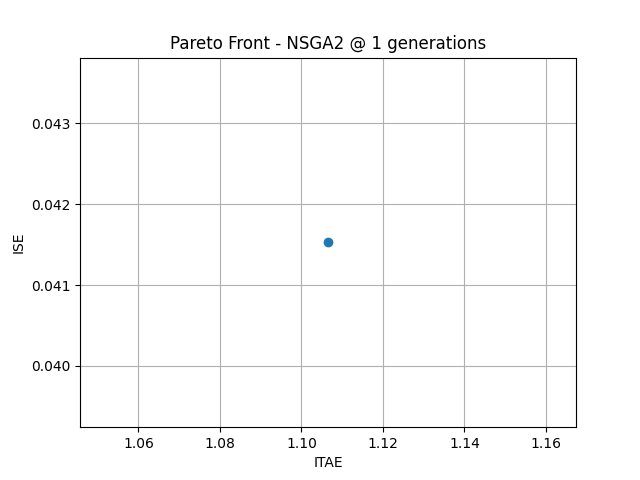 Pareto Front - NSGA2 @ 1 generations
0.043
0.042
ISE
0.041
0.040
1.06 1.08 1.10 1.12 1.14 1.16
ITAE